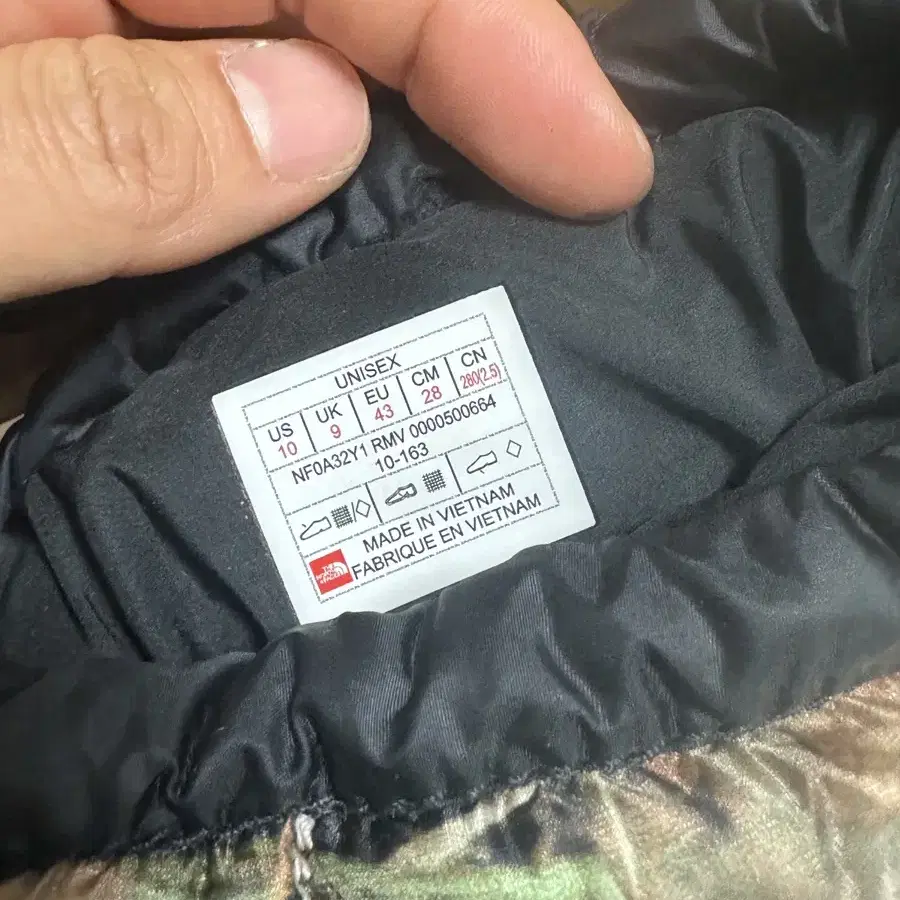 UNISEX
US UK EU CM CN
10 9 43 28 280(2.5)
NF0A32Y1 RMV 0000500664
10-163
MADE IN VIETNAM
FABRIQUE EN VIETNAM
THE NORTH FACE